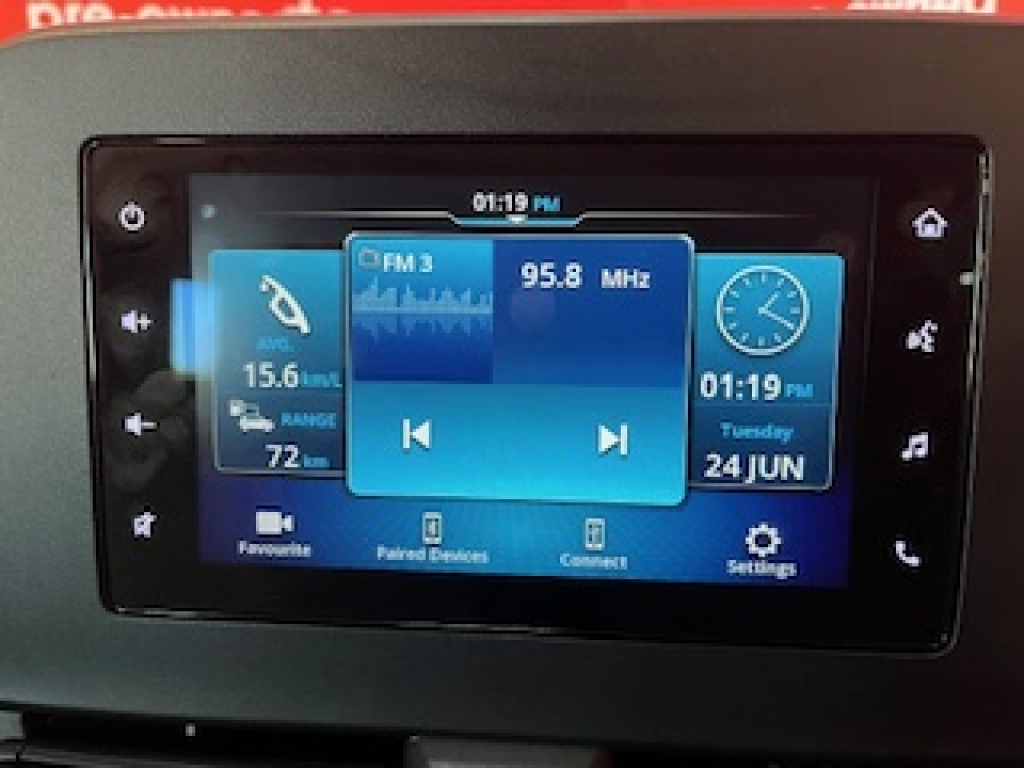 01:19 PM
FM 3
95.8 MHz
AVG.
15.6 km/L
RANGE
72 km
01:19 PM
Tuesday
24 JUN
Favourite
Paired Devices
Connect
Settings